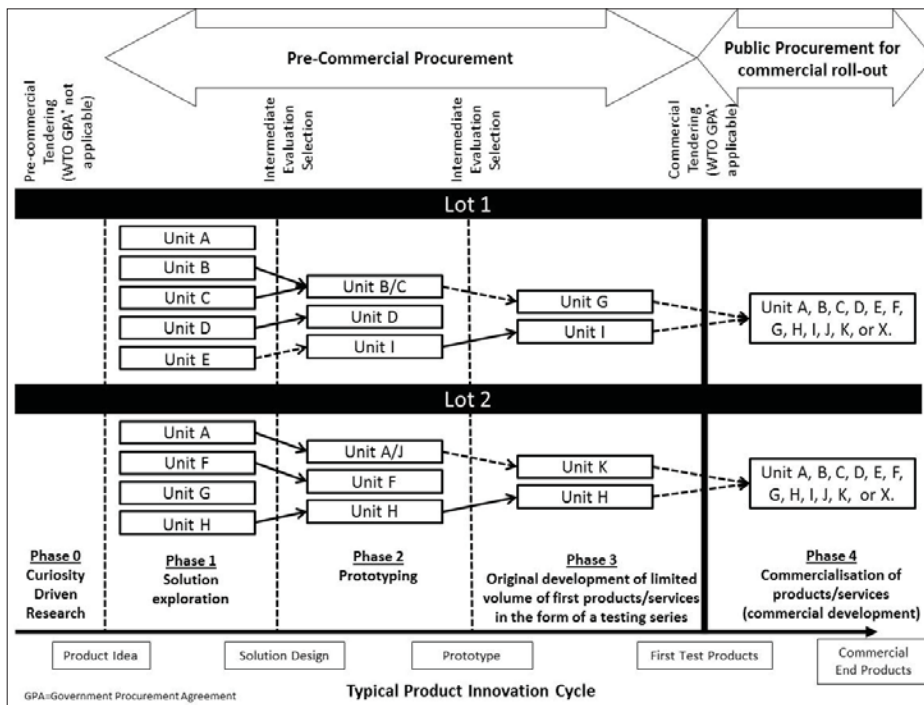 Pre-Commercial Procurement
Public Procurement for
commercial roll-out
Pre-commercial
Tendering
(WTO GPA* not
applicable)
Intermediate
Evaluation
Selection
Intermediate
Evaluation
Selection
Commercial
Tendering
(WTO GPA*
applicable)
Lot 1
Unit A
Unit B
Unit C
Unit D
Unit E
Unit B/C
Unit D
Unit I
Unit G
Unit I
Unit A, B, C, D, E, F,
G, H, I, J, K, or X.
Lot 2
Unit A
Unit F
Unit G
Unit H
Unit A/J
Unit F
Unit H
Unit K
Unit H
Unit A, B, C, D, E, F,
G, H, I, J, K, or X.
Phase 0
Curiosity
Driven
Research
Phase 1
Solution
exploration
Phase 2
Prototyping
Phase 3
Original development of limited
volume of first products/services
in the form of a testing series
Phase 4
Commercialisation of
products/services
(commercial development)
Product Idea
Solution Design
Prototype
First Test Products
Commercial
End Products
GPA=Government Procurement Agreement
Typical Product Innovation Cycle